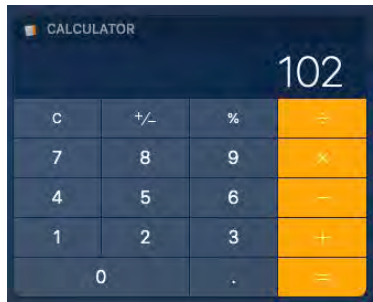 CALCULATOR
102
C +/- % ÷
7 8 9 ×
4 5 6 −
1 2 3 +
0 . =